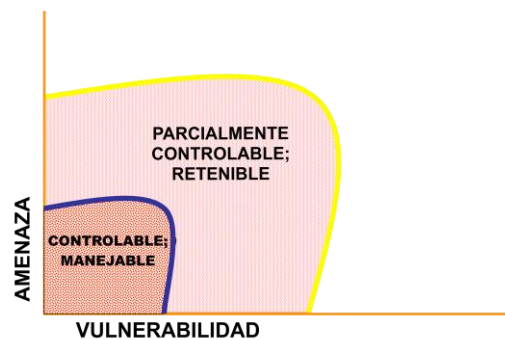 PARCIALMENTE
CONTROLABLE;
RETENIBLE
CONTROLABLE;
MANEJABLE
AMENAZA
VULNERABILIDAD